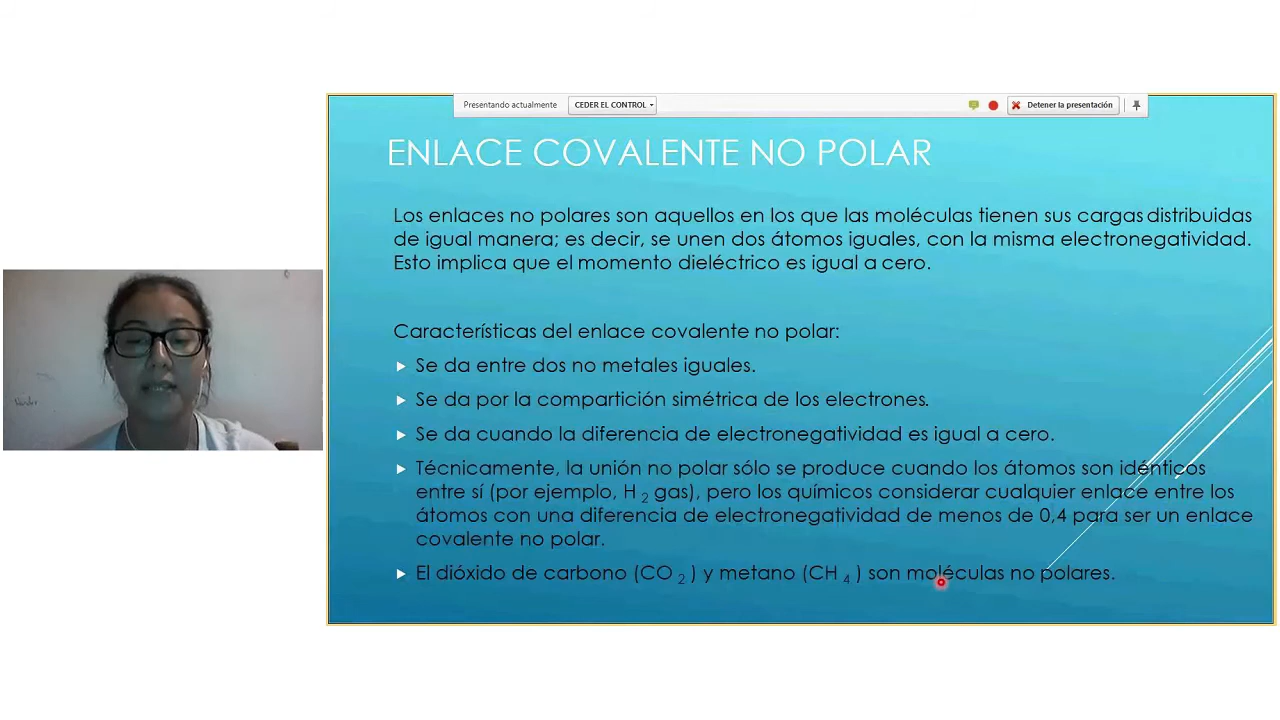 Presentando actualmente CEDER EL CONTROL Detener la presentación
ENLACE COVALENTE NO POLAR
Los enlaces no polares son aquellos en los que las moléculas tienen sus cargas distribuidas
de igual manera; es decir, se unen dos átomos iguales, con la misma electronegatividad.
Esto implica que el momento dieléctrico es igual a cero.
Características del enlace covalente no polar:
Se da entre dos no metales iguales.
Se da por la compartición simétrica de los electrones.
Se da cuando la diferencia de electronegatividad es igual a cero.
Técnicamente, la unión no polar sólo se produce cuando los átomos son idénticos
entre sí (por ejemplo, H 2 gas), pero los químicos considerar cualquier enlace entre los
átomos con una diferencia de electronegatividad de menos de 0,4 para ser un enlace
covalente no polar.
El dióxido de carbono (CO 2 ) y metano (CH 4 ) son moléculas no polares.